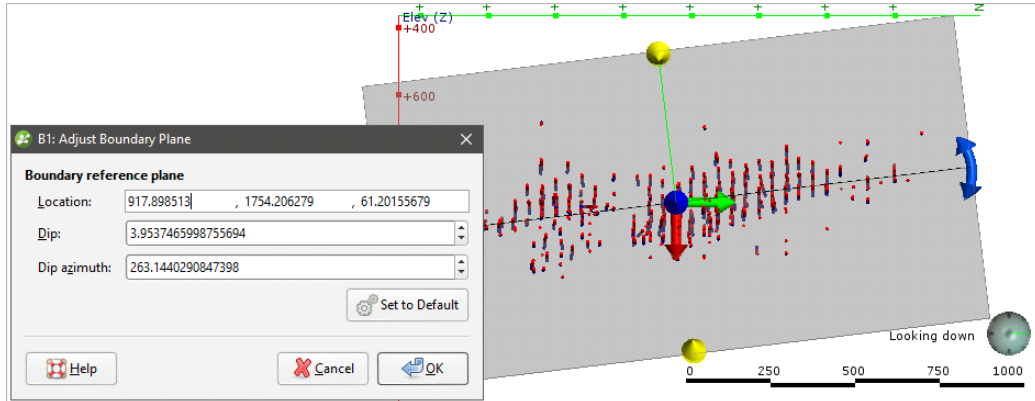 Elev (Z)
+400
+600
N
B1: Adjust Boundary Plane
Boundary reference plane
Location: 917.898513 , 1754.206279 , 61.20155679
Dip: 3.9537465998755694
Dip azimuth: 263.1440290847398
Set to Default
Help
Cancel
OK
Looking down
0 250 500 750 1000